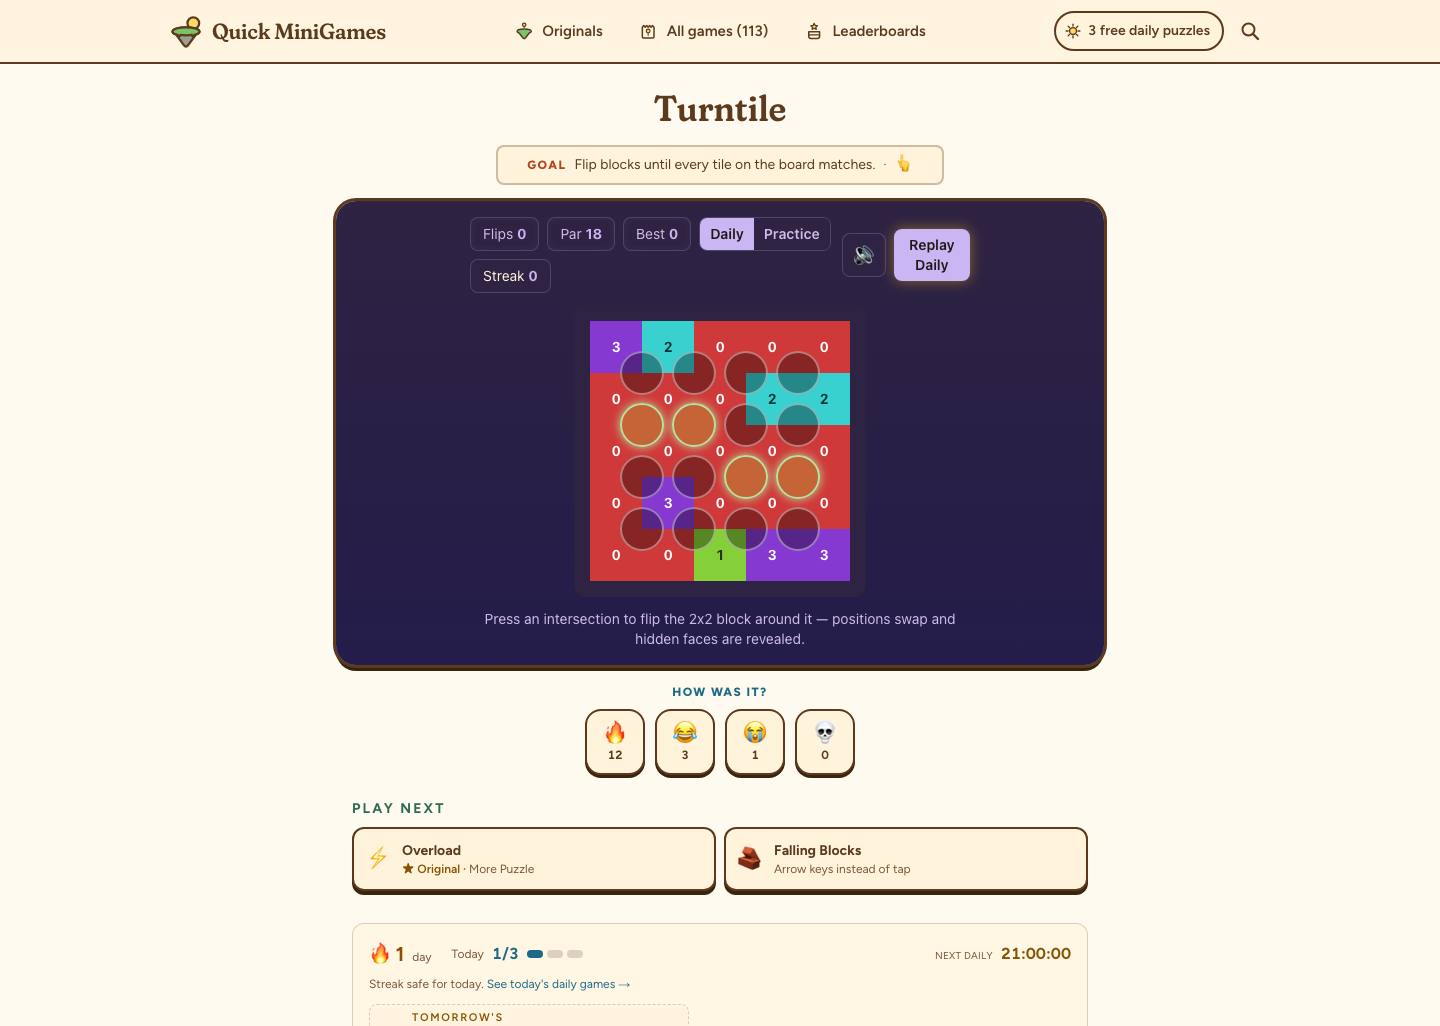 Quick MiniGames
Originals
All games (113)
Leaderboards
3 free daily puzzles
Turntile
GOAL Flip blocks until every tile on the board matches. ·
Flips 0
Par 18
Best 0
Daily
Practice
Replay
Daily
Streak 0
3 2 0 0 0
0 0 0 2 2
0 0 0 0 0
0 3 0 0 0
0 0 1 3 3
Press an intersection to flip the 2x2 block around it — positions swap and
hidden faces are revealed.
HOW WAS IT?
12
3
1
0
PLAY NEXT
Overload
Original · More Puzzle
Falling Blocks
Arrow keys instead of tap
1 day
Today 1/3
NEXT DAILY 21:00:00
Streak safe for today. See today's daily games →
TOMORROW'S